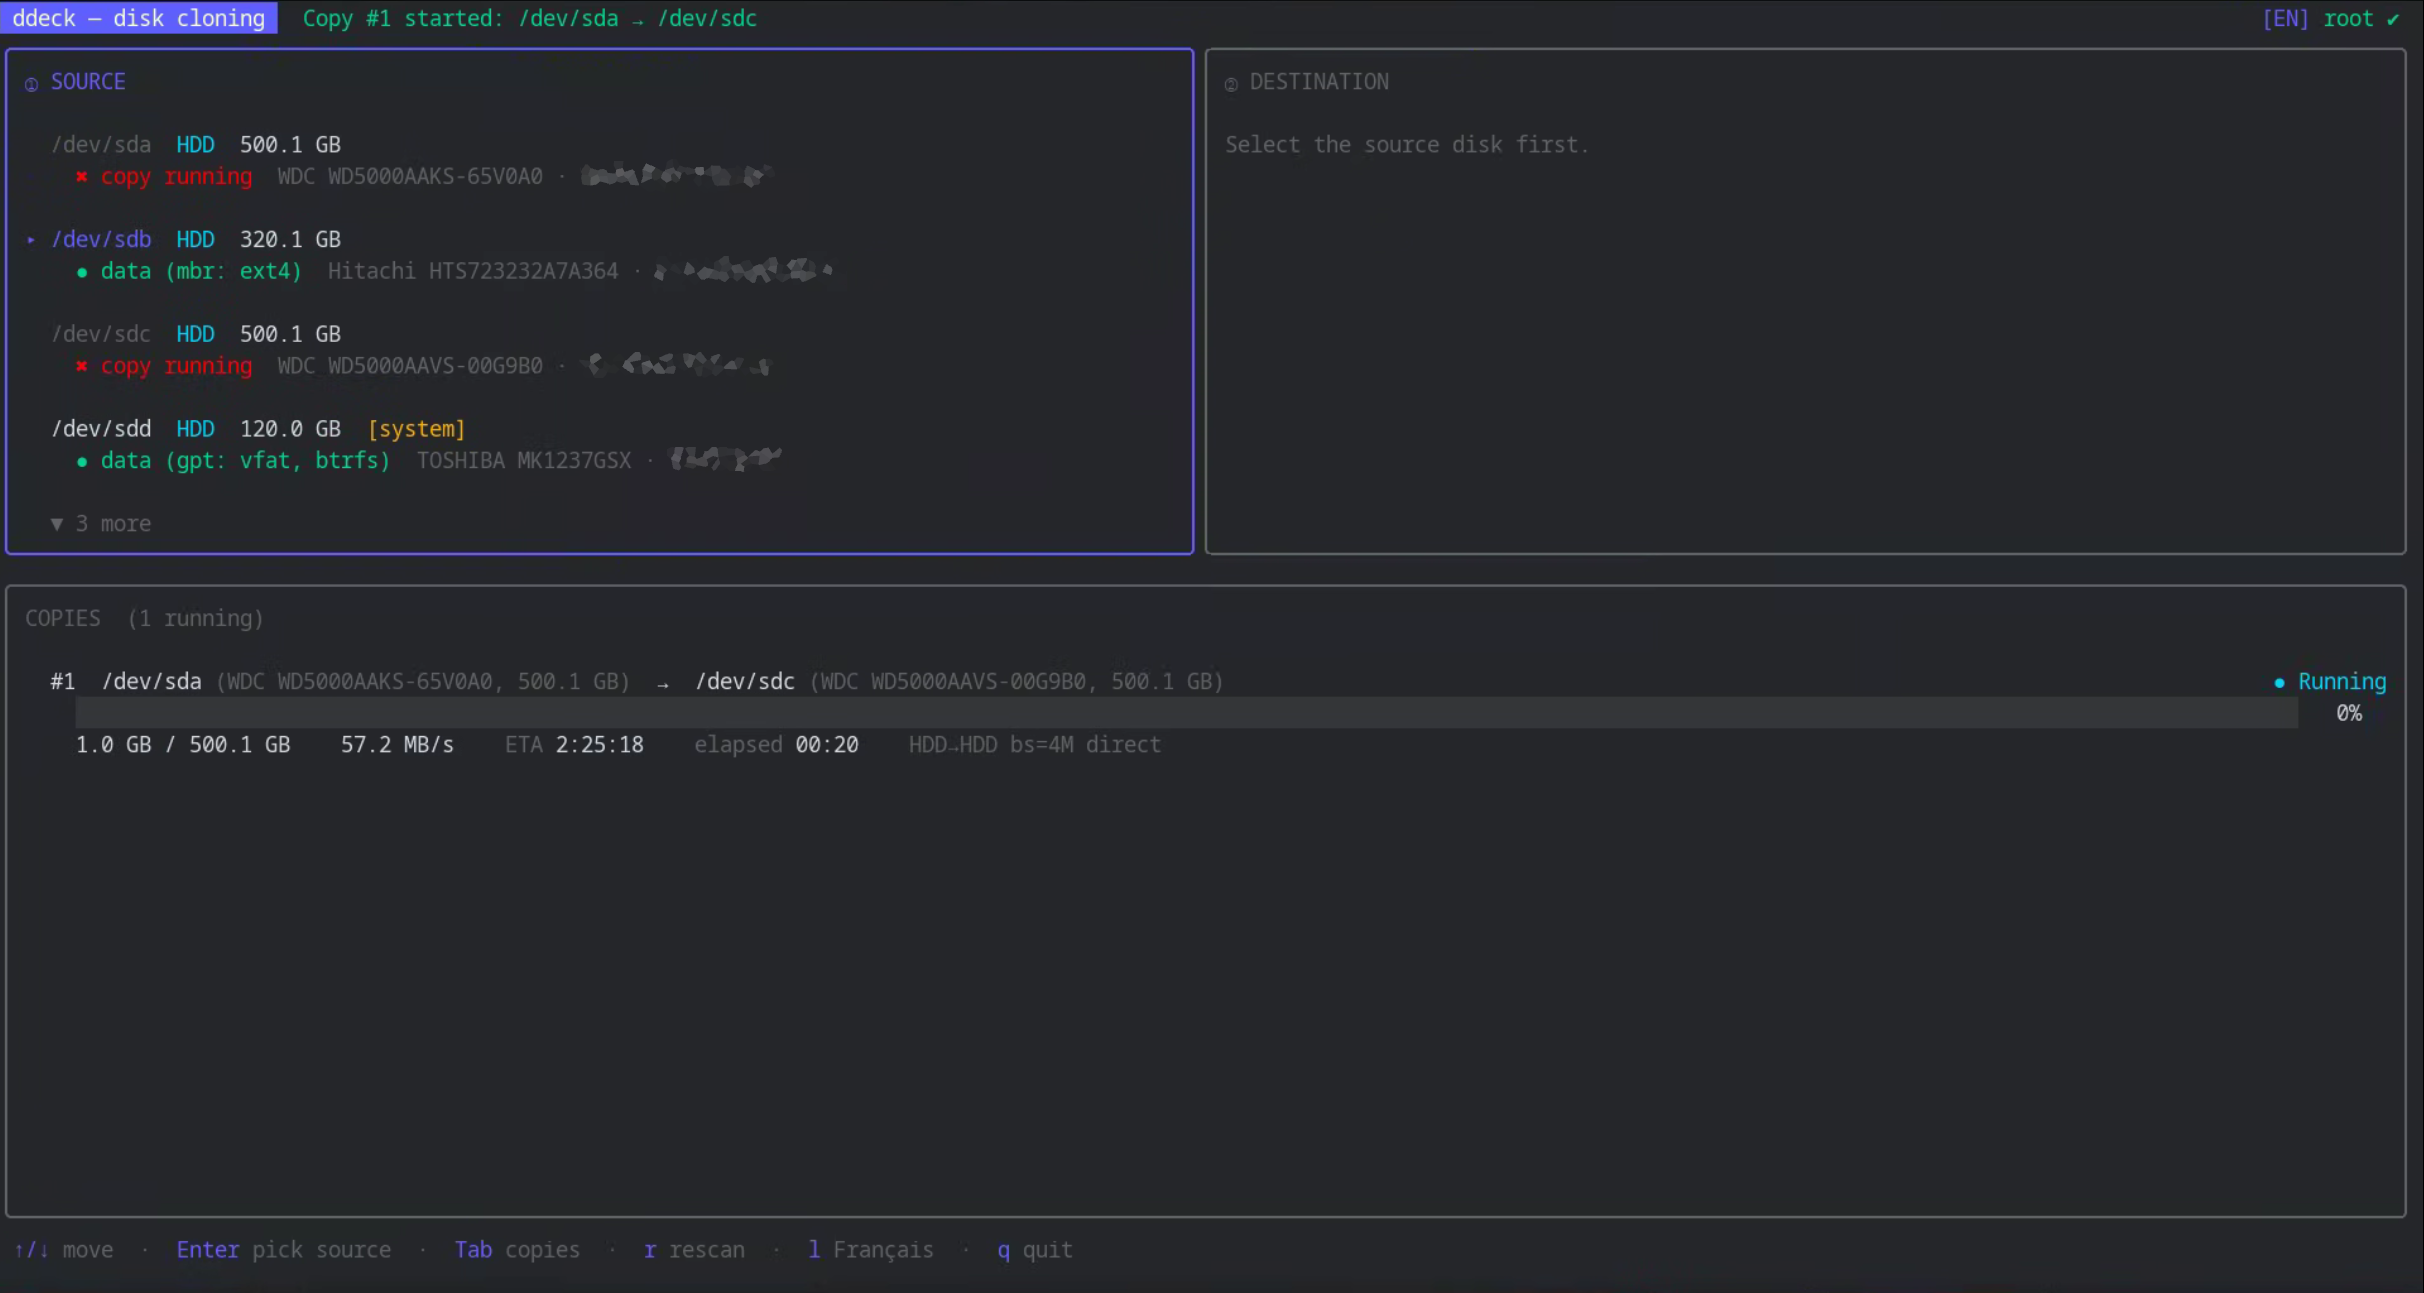 ddeck — disk cloning  Copy #1 started: /dev/sda → /dev/sdc  [EN] root ✔
① SOURCE
/dev/sda  HDD  500.1 GB
✖ copy running  WDC WD5000AAKS-65V0A0 ·
▸ /dev/sdb  HDD  320.1 GB
● data (mbr: ext4)  Hitachi HTS723232A7A364 ·
/dev/sdc  HDD  500.1 GB
✖ copy running  WDC WD5000AAVS-00G9B0 ·
/dev/sdd  HDD  120.0 GB  [system]
● data (gpt: vfat, btrfs)  TOSHIBA MK1237GSX ·
▼ 3 more
② DESTINATION
Select the source disk first.
COPIES  (1 running)
#1  /dev/sda (WDC WD5000AAKS-65V0A0, 500.1 GB)  →  /dev/sdc (WDC WD5000AAVS-00G9B0, 500.1 GB)  ● Running
0%
1.0 GB / 500.1 GB  57.2 MB/s  ETA 2:25:18  elapsed 00:20  HDD→HDD bs=4M direct
↑/↓ move · Enter pick source · Tab copies · r rescan · l Français · q quit